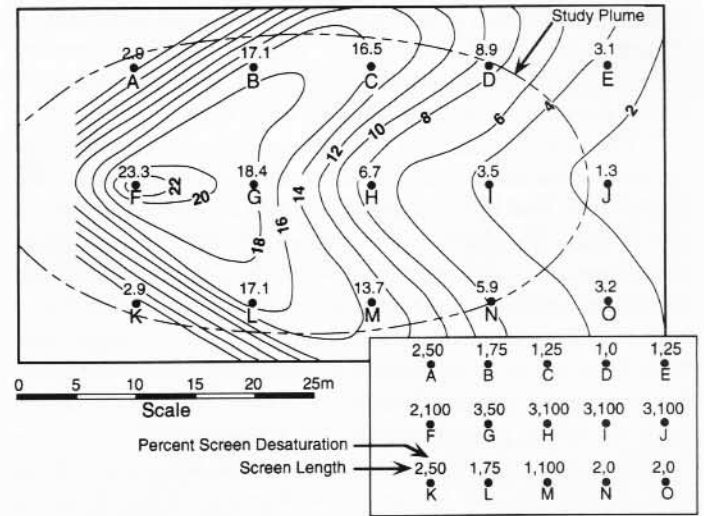 Study Plume
2.9 17.1 16.5 8.9 3.1
A B C D E
12 10 8 6 4 2
23.3 18.4 6.7 3.5 1.3
F 22 20 G H I J
18 16 14
2.9 17.1 13.7 5.9 3.2
K L M N O
0 5 10 15 20 25m
Scale
2,50 1,75 1,25 1,0 1,25
A B C D E
2,100 3,50 3,100 3,100 3,100
F G H I J
Percent Screen Desaturation
Screen Length
2,50 1,75 1,100 2,0 2,0
K L M N O